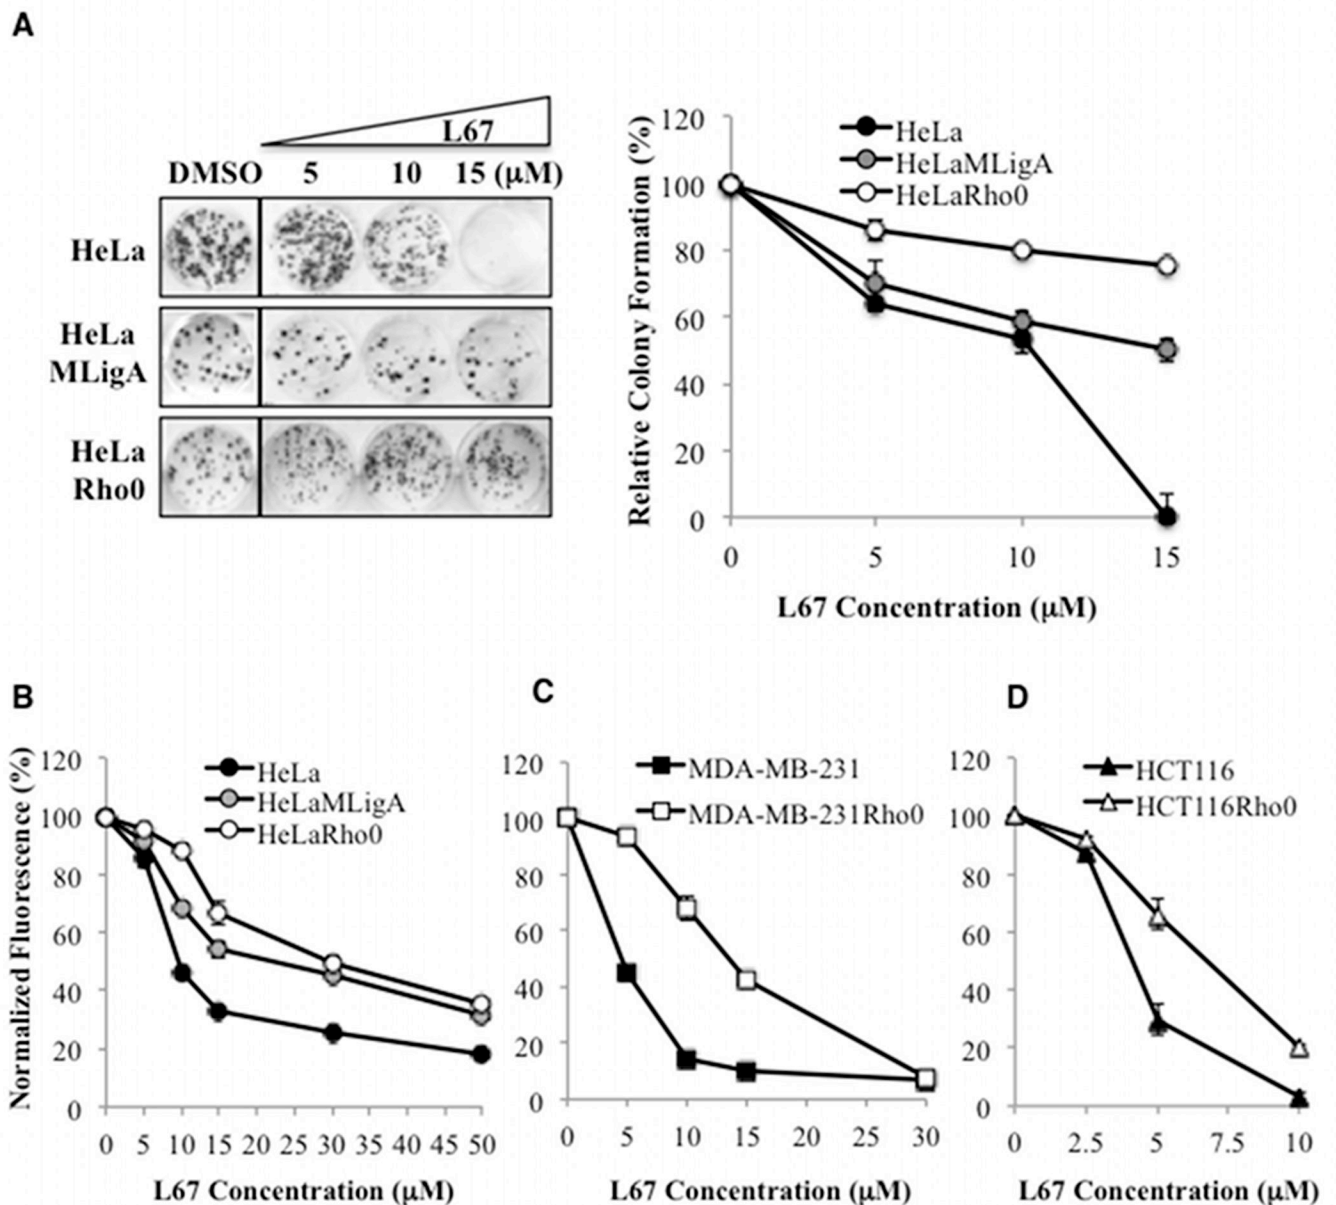 A
L67
DMSO 5 10 15 (μM)
HeLa
HeLa
MLigA
HeLa
Rho0
Relative Colony Formation (%)
120
100
80
60
40
20
0
HeLa
HeLaMLigA
HeLaRho0
0 5 10 15
L67 Concentration (μM)
B
Normalized Fluorescence (%)
120
100
80
60
40
20
0
HeLa
HeLaMLigA
HeLaRho0
0 5 10 15 20 25 30 35 40 45 50
L67 Concentration (μM)
C
120
100
80
60
40
20
0
MDA-MB-231
MDA-MB-231Rho0
0 5 10 15 20 25 30
L67 Concentration (μM)
D
120
100
80
60
40
20
0
HCT116
HCT116Rho0
0 2.5 5 7.5 10
L67 Concentration (μM)